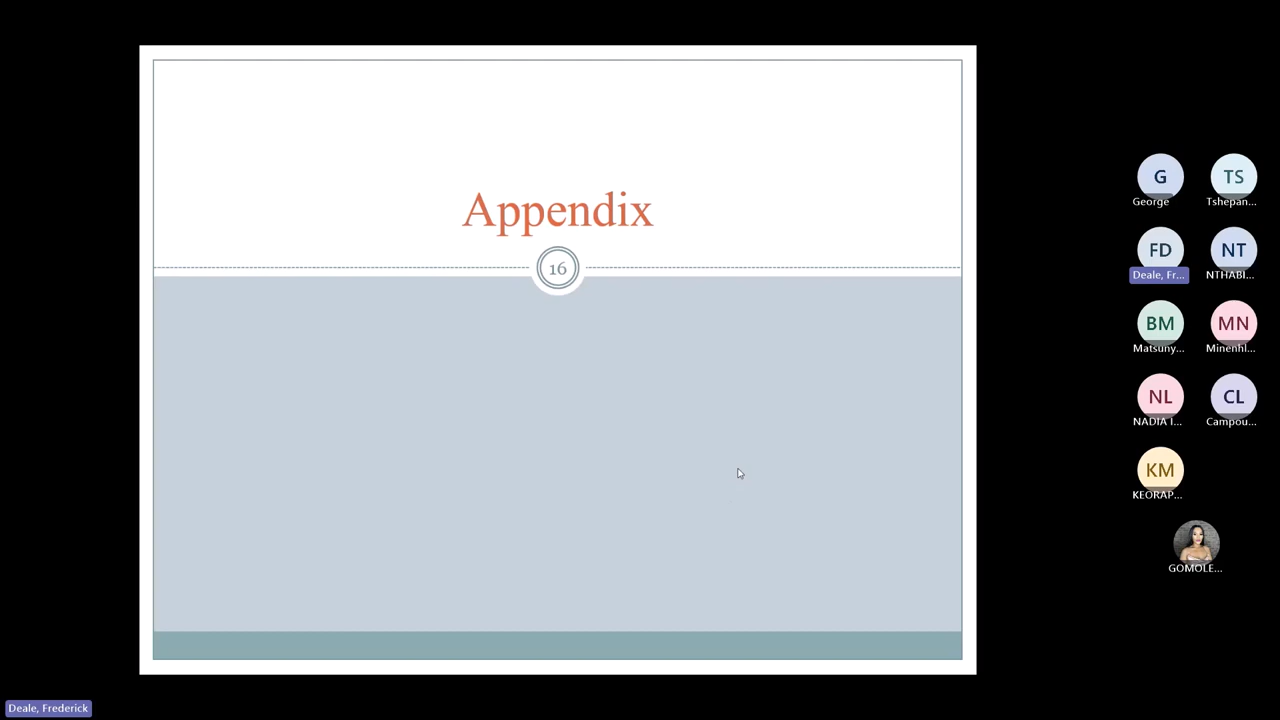 Appendix
16
G
George
TS
Tshepan...
FD
Deale, Fr...
NT
NTHABI...
BM
Matsuny...
MN
Minenhl...
NL
NADIA I...
CL
Campou...
KM
KEORAP...
GOMOLE...
Deale, Frederick